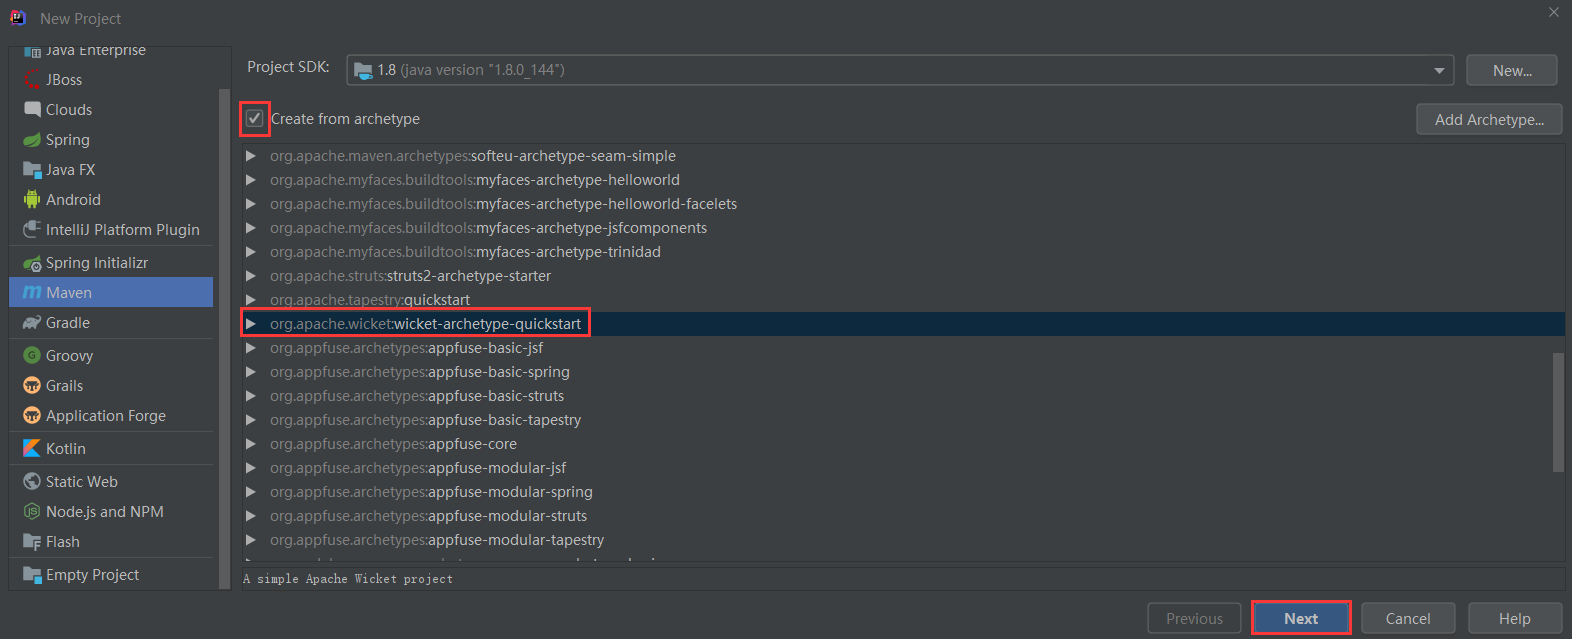 New Project
Java Enterprise
JBoss
Clouds
Spring
Java FX
Android
IntelliJ Platform Plugin
Spring Initializr
Maven
Gradle
Groovy
Grails
Application Forge
Kotlin
Static Web
Node.js and NPM
Flash
Empty Project
Project SDK: 1.8 (java version "1.8.0_144") New...
Create from archetype Add Archetype...
org.apache.maven.archetypes:softeu-archetype-seam-simple
org.apache.myfaces.buildtools:myfaces-archetype-helloworld
org.apache.myfaces.buildtools:myfaces-archetype-helloworld-facelets
org.apache.myfaces.buildtools:myfaces-archetype-jsfcomponents
org.apache.myfaces.buildtools:myfaces-archetype-trinidad
org.apache.struts:struts2-archetype-starter
org.apache.tapestry:quickstart
org.apache.wicket:wicket-archetype-quickstart
org.appfuse.archetypes:appfuse-basic-jsf
org.appfuse.archetypes:appfuse-basic-spring
org.appfuse.archetypes:appfuse-basic-struts
org.appfuse.archetypes:appfuse-basic-tapestry
org.appfuse.archetypes:appfuse-core
org.appfuse.archetypes:appfuse-modular-jsf
org.appfuse.archetypes:appfuse-modular-spring
org.appfuse.archetypes:appfuse-modular-struts
org.appfuse.archetypes:appfuse-modular-tapestry
A simple Apache Wicket project
Previous Next Cancel Help